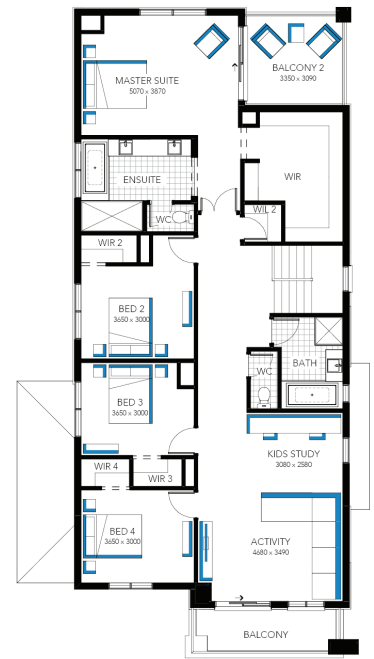 MASTER SUITE
5070 x 3870
BALCONY 2
3350 x 3090
ENSUITE
WIR
WC
WIL 2
WIR 2
BED 2
3650 x 3000
BATH
WC
BED 3
3650 x 3000
KIDS STUDY
3080 x 2580
WIR 4
WIR 3
BED 4
3650 x 3000
ACTIVITY
4680 x 3490
BALCONY